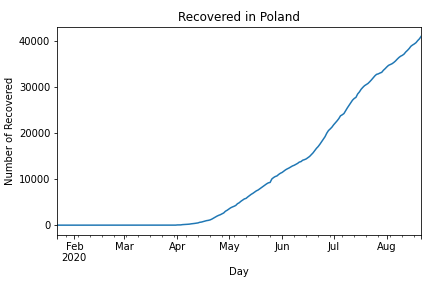 Recovered in Poland
Number of Recovered
40000
30000
20000
10000
0
Feb Mar Apr May Jun Jul Aug
2020
Day